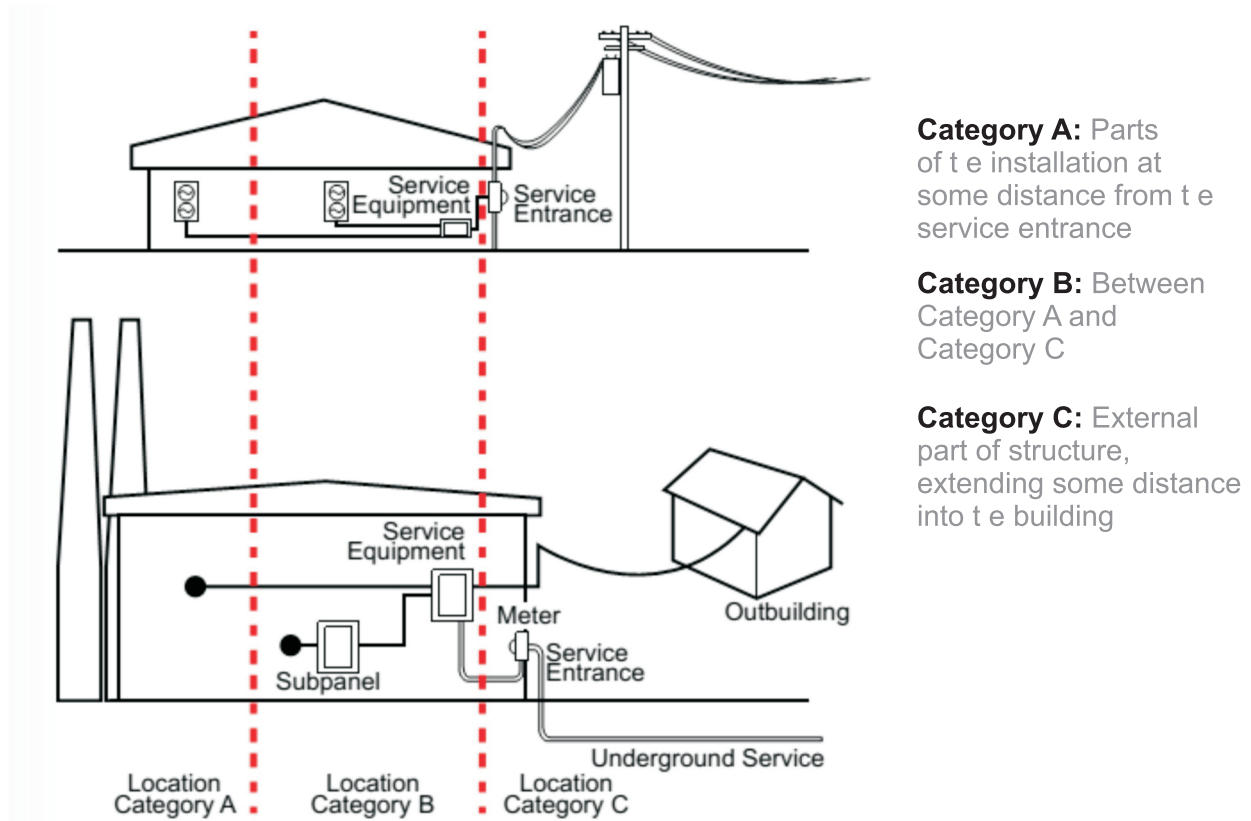 Service
Equipment
Service
Entrance
Category A: Parts
of t e installation at
some distance from t e
service entrance
Category B: Between
Category A and
Category C
Category C: External
part of structure,
extending some distance
into t e building
Service
Equipment
Meter
Outbuilding
Service
Entrance
Subpanel
Underground Service
Location
Category A
Location
Category B
Location
Category C